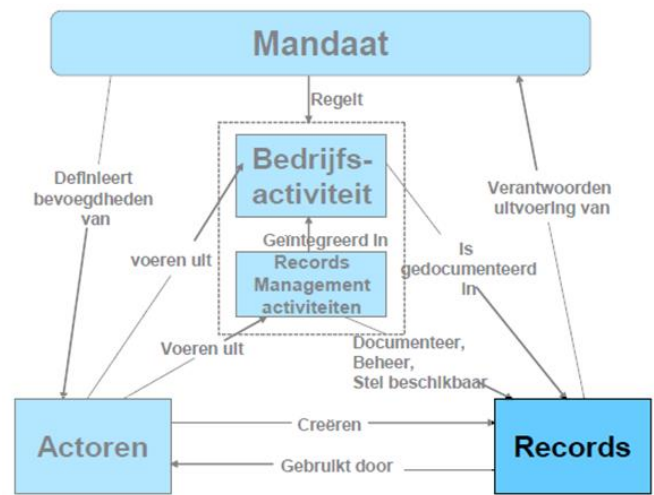 Mandaat
Regelt
Bedrijfs-
activiteit
Definieert
bevoegdheden
van
Verantwoorden
uitvoering van
Geïntegreerd in
voeren uit
Is
gedocumenteerd
In
Records
Management
activiteiten
Voeren uit
Documenteer,
Beheer,
Stel beschikbaar
Actoren
Creëren
Records
Gebruikt door